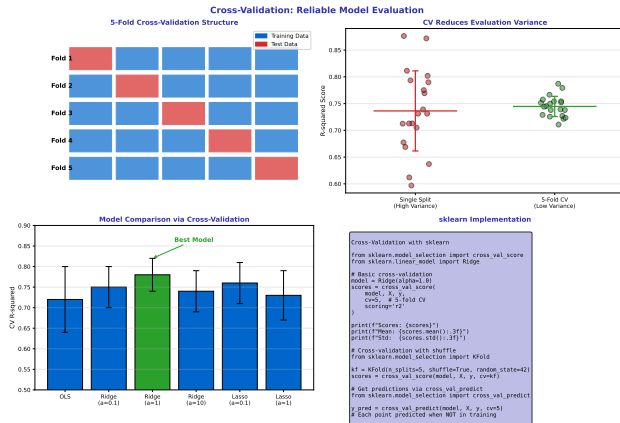 Cross-Validation: Reliable Model Evaluation
5-Fold Cross-Validation Structure
Training Data
Test Data
Fold 1
Fold 2
Fold 3
Fold 4
Fold 5
CV Reduces Evaluation Variance
R-squared Score
0.85
0.80
0.75
0.70
0.65
0.60
Single Split
(High Variance)
5-Fold CV
(Low Variance)
Model Comparison via Cross-Validation
CV R-squared
0.90
0.85
0.80
0.75
0.70
0.65
0.60
0.55
0.50
Best Model
OLS
Ridge
(a=0.1)
Ridge
(a=1)
Ridge
(a=10)
Lasso
(a=0.1)
Lasso
(a=1)
sklearn Implementation
Cross-Validation with sklearn
from sklearn.model_selection import cross_val_score
from sklearn.linear_model import Ridge
# Basic cross-validation
model = Ridge(alpha=1.0)
scores = cross_val_score(
model, X, y,
cv=5,  # 5-fold CV
scoring='r2'
)
print(f"Scores: {scores}")
print(f"Mean: {scores.mean():.3f}")
print(f"Std:  {scores.std():.3f}")
# Cross-validation with shuffle
from sklearn.model_selection import KFold
kf = KFold(n_splits=5, shuffle=True, random_state=42)
scores = cross_val_score(model, X, y, cv=kf)
# Get predictions via cross_val_predict
from sklearn.model_selection import cross_val_predict
y_pred = cross_val_predict(model, X, y, cv=5)
# Each point predicted when NOT in training